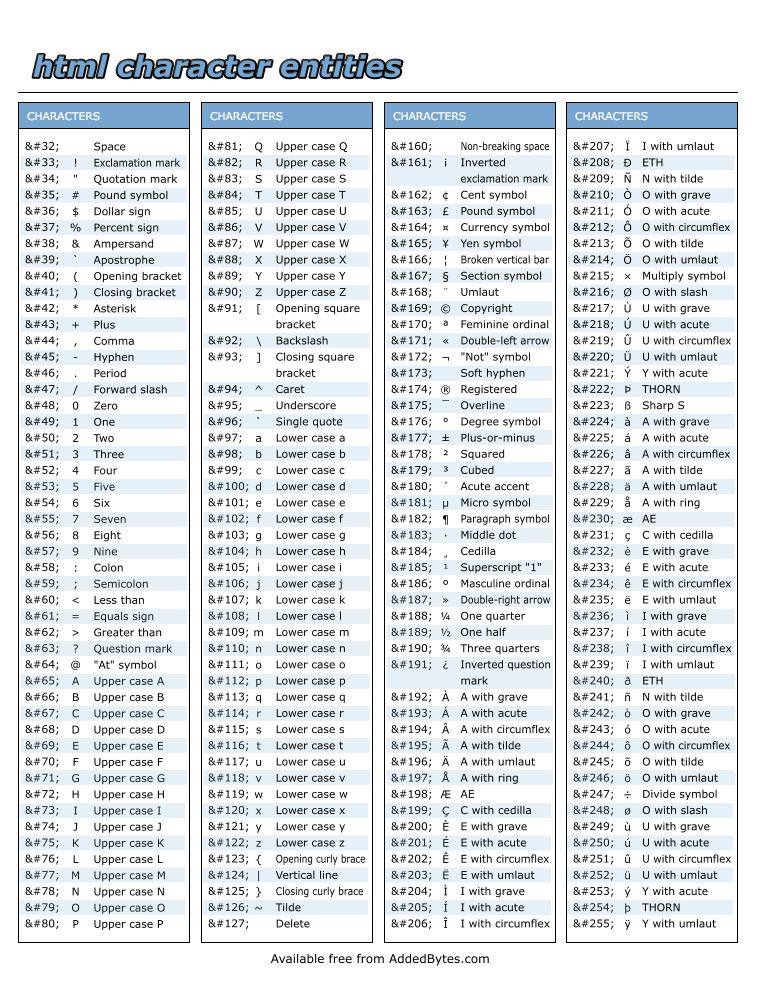 html character entities
CHARACTERS
&#32; Space
&#33; ! Exclamation mark
&#34; " Quotation mark
&#35; # Pound symbol
&#36; $ Dollar sign
&#37; % Percent sign
&#38; & Ampersand
&#39; ` Apostrophe
&#40; ( Opening bracket
&#41; ) Closing bracket
&#42; * Asterisk
&#43; + Plus
&#44; , Comma
&#45; - Hyphen
&#46; . Period
&#47; / Forward slash
&#48; 0 Zero
&#49; 1 One
&#50; 2 Two
&#51; 3 Three
&#52; 4 Four
&#53; 5 Five
&#54; 6 Six
&#55; 7 Seven
&#56; 8 Eight
&#57; 9 Nine
&#58; : Colon
&#59; ; Semicolon
&#60; < Less than
&#61; = Equals sign
&#62; > Greater than
&#63; ? Question mark
&#64; @ "At" symbol
&#65; A Upper case A
&#66; B Upper case B
&#67; C Upper case C
&#68; D Upper case D
&#69; E Upper case E
&#70; F Upper case F
&#71; G Upper case G
&#72; H Upper case H
&#73; I Upper case I
&#74; J Upper case J
&#75; K Upper case K
&#76; L Upper case L
&#77; M Upper case M
&#78; N Upper case N
&#79; O Upper case O
&#80; P Upper case P
CHARACTERS
&#81; Q Upper case Q
&#82; R Upper case R
&#83; S Upper case S
&#84; T Upper case T
&#85; U Upper case U
&#86; V Upper case V
&#87; W Upper case W
&#88; X Upper case X
&#89; Y Upper case Y
&#90; Z Upper case Z
&#91; [ Opening square
bracket
&#92; \ Backslash
&#93; ] Closing square
bracket
&#94; ^ Caret
&#95; _ Underscore
&#96; ` Single quote
&#97; a Lower case a
&#98; b Lower case b
&#99; c Lower case c
&#100; d Lower case d
&#101; e Lower case e
&#102; f Lower case f
&#103; g Lower case g
&#104; h Lower case h
&#105; i Lower case i
&#106; j Lower case j
&#107; k Lower case k
&#108; l Lower case l
&#109; m Lower case m
&#110; n Lower case n
&#111; o Lower case o
&#112; p Lower case p
&#113; q Lower case q
&#114; r Lower case r
&#115; s Lower case s
&#116; t Lower case t
&#117; u Lower case u
&#118; v Lower case v
&#119; w Lower case w
&#120; x Lower case x
&#121; y Lower case y
&#122; z Lower case z
&#123; { Opening curly brace
&#124; | Vertical line
&#125; } Closing curly brace
&#126; ~ Tilde
&#127; Delete
CHARACTERS
&#160; Non-breaking space
&#161; ¡ Inverted
exclamation mark
&#162; ¢ Cent symbol
&#163; £ Pound symbol
&#164; ¤ Currency symbol
&#165; ¥ Yen symbol
&#166; ¦ Broken vertical bar
&#167; § Section symbol
&#168; ¨ Umlaut
&#169; © Copyright
&#170; ª Feminine ordinal
&#171; « Double-left arrow
&#172; ¬ "Not" symbol
&#173; Soft hyphen
&#174; ® Registered
&#175; ¯ Overline
&#176; ° Degree symbol
&#177; ± Plus-or-minus
&#178; ² Squared
&#179; ³ Cubed
&#180; ´ Acute accent
&#181; µ Micro symbol
&#182; ¶ Paragraph symbol
&#183; · Middle dot
&#184; ¸ Cedilla
&#185; ¹ Superscript "1"
&#186; º Masculine ordinal
&#187; » Double-right arrow
&#188; ¼ One quarter
&#189; ½ One half
&#190; ¾ Three quarters
&#191; ¿ Inverted question
mark
&#192; À A with grave
&#193; Á A with acute
&#194; Â A with circumflex
&#195; Ã A with tilde
&#196; Ä A with umlaut
&#197; Å A with ring
&#198; Æ AE
&#199; Ç C with cedilla
&#200; È E with grave
&#201; É E with acute
&#202; Ê E with circumflex
&#203; Ë E with umlaut
&#204; Ì I with grave
&#205; Í I with acute
&#206; Î I with circumflex
CHARACTERS
&#207; Ï I with umlaut
&#208; Ð ETH
&#209; Ñ N with tilde
&#210; Ò O with grave
&#211; Ó O with acute
&#212; Ô O with circumflex
&#213; Õ O with tilde
&#214; Ö O with umlaut
&#215; × Multiply symbol
&#216; Ø O with slash
&#217; Ù U with grave
&#218; Ú U with acute
&#219; Û U with circumflex
&#220; Ü U with umlaut
&#221; Ý Y with acute
&#222; Þ THORN
&#223; ß Sharp S
&#224; à A with grave
&#225; á A with acute
&#226; â A with circumflex
&#227; ã A with tilde
&#228; ä A with umlaut
&#229; å A with ring
&#230; æ AE
&#231; ç C with cedilla
&#232; è E with grave
&#233; é E with acute
&#234; ê E with circumflex
&#235; ë E with umlaut
&#236; ì I with grave
&#237; í I with acute
&#238; î I with circumflex
&#239; ï I with umlaut
&#240; ð ETH
&#241; ñ N with tilde
&#242; ò O with grave
&#243; ó O with acute
&#244; ô O with circumflex
&#245; õ O with tilde
&#246; ö O with umlaut
&#247; ÷ Divide symbol
&#248; ø O with slash
&#249; ù U with grave
&#250; ú U with acute
&#251; û U with circumflex
&#252; ü U with umlaut
&#253; ý Y with acute
&#254; þ THORN
&#255; ÿ Y with umlaut
Available free from AddedBytes.com